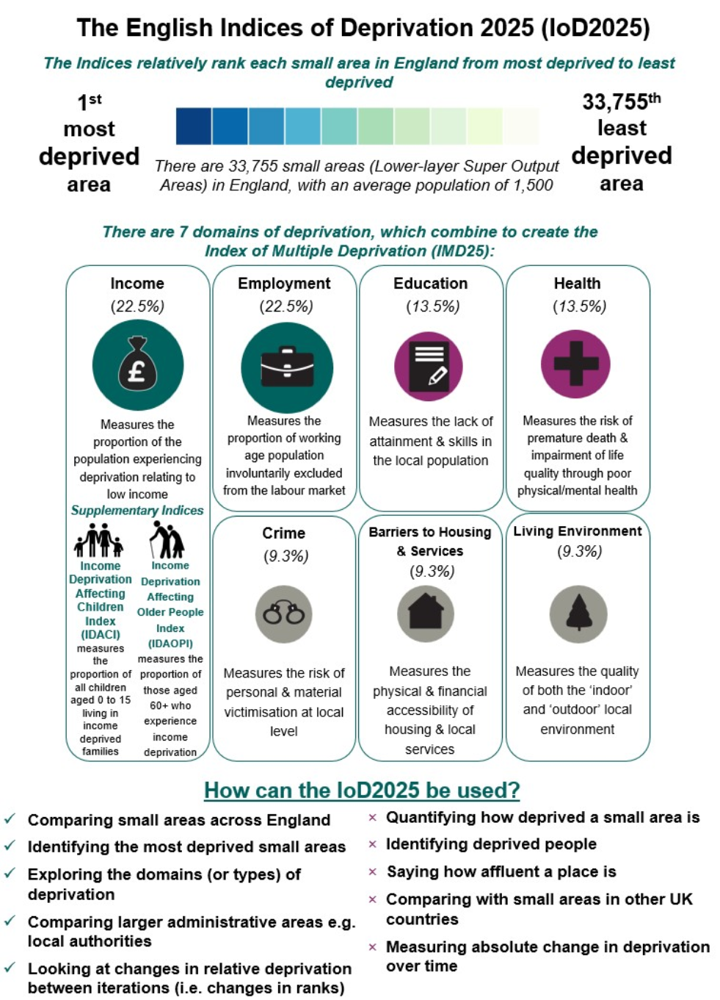 The English Indices of Deprivation 2025 (IoD2025)
The Indices relatively rank each small area in England from most deprived to least
deprived
1st
most
deprived
area
There are 33,755 small areas (Lower-layer Super Output
Areas) in England, with an average population of 1,500
33,755th
least
deprived
area
There are 7 domains of deprivation, which combine to create the
Index of Multiple Deprivation (IMD25):
Income
(22.5%)
£
Measures the
proportion of the
population experiencing
deprivation relating to
low income
Supplementary Indices
Income
Deprivation
Affecting
Children
Index
(IDACI)
measures
the
proportion of
all children
aged 0 to 15
living in
income
deprived
families
Income
Deprivation
Affecting
Older People
Index
(IDAOPI)
measures the
proportion of
those aged
60+ who
experience
income
deprivation
Employment
(22.5%)
Measures the
proportion of working
age population
involuntarily excluded
from the labour market
Education
(13.5%)
Measures the lack of
attainment & skills in
the local population
Health
(13.5%)
Measures the risk of
premature death &
impairment of life
quality through poor
physical/mental health
Crime
(9.3%)
Measures the risk of
personal & material
victimisation at local
level
Barriers to Housing
& Services
(9.3%)
Measures the
physical & financial
accessibility of
housing & local
services
Living Environment
(9.3%)
Measures the quality
of both the ‘indoor’
and ‘outdoor’ local
environment
How can the IoD2025 be used?
✓ Comparing small areas across England
✓ Identifying the most deprived small areas
✓ Exploring the domains (or types) of
deprivation
✓ Comparing larger administrative areas e.g.
local authorities
✓ Looking at changes in relative deprivation
between iterations (i.e. changes in ranks)
× Quantifying how deprived a small area is
× Identifying deprived people
× Saying how affluent a place is
× Comparing with small areas in other UK
countries
× Measuring absolute change in deprivation
over time